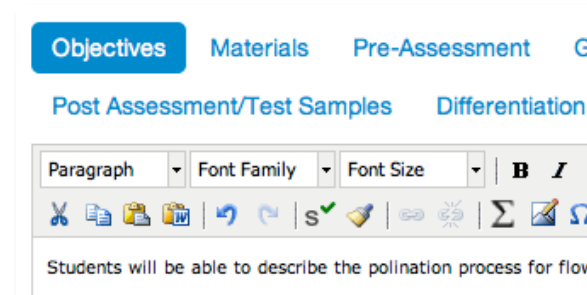 Objectives Materials Pre-Assessment
Post Assessment/Test Samples Differentiation
Paragraph Font Family Font Size B I
Students will be able to describe the polination process for